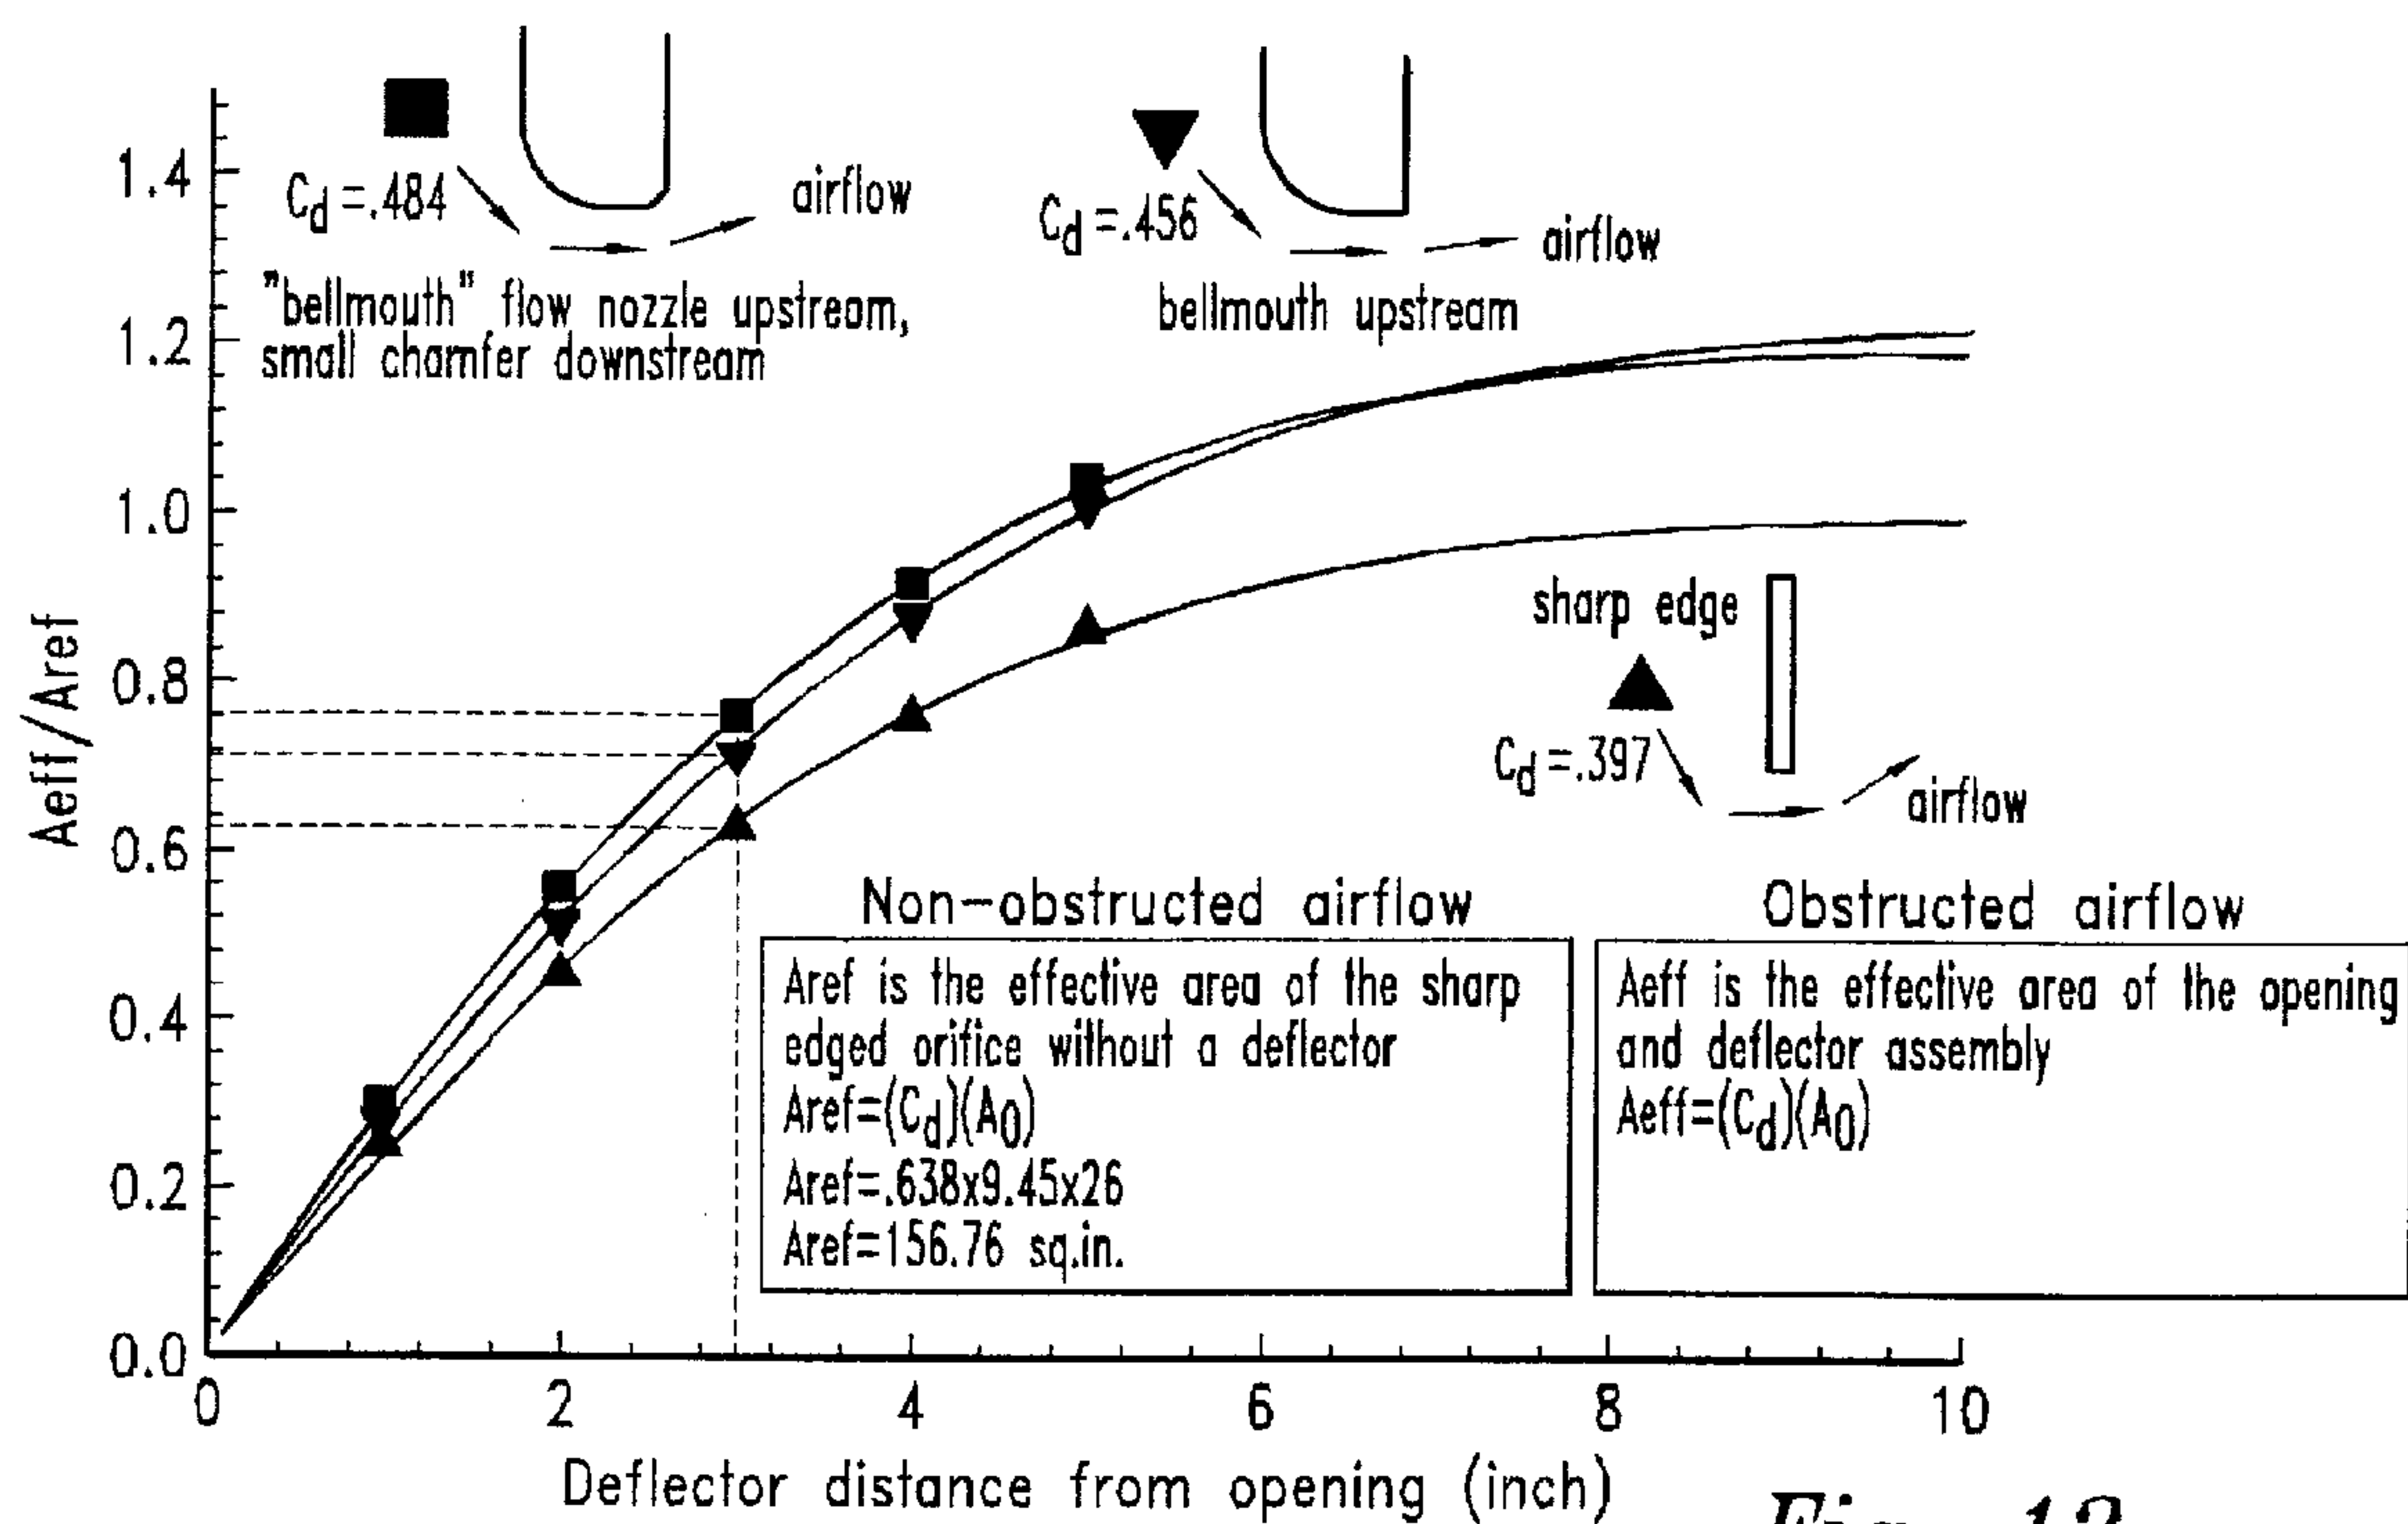 Cd =.484
airflow
"bellmouth" flow nozzle upstream,
small chamfer downstream
Cd =.456
airflow
bellmouth upstream
1.4
1.2
1.0
0.8
0.6
0.4
0.2
0.0
Aeff/Aref
sharp edge
Cd =.397
airflow
Non-obstructed airflow
Aref is the effective area of the sharp
edged orifice without a deflector
Aref=(Cd)(A0)
Aref=.638x9.45x26
Aref=156.76 sq.in.
Obstructed airflow
Aeff is the effective area of the opening
and deflector assembly
Aeff=(Cd)(A0)
0 2 4 6 8 10
Deflector distance from opening (inch)